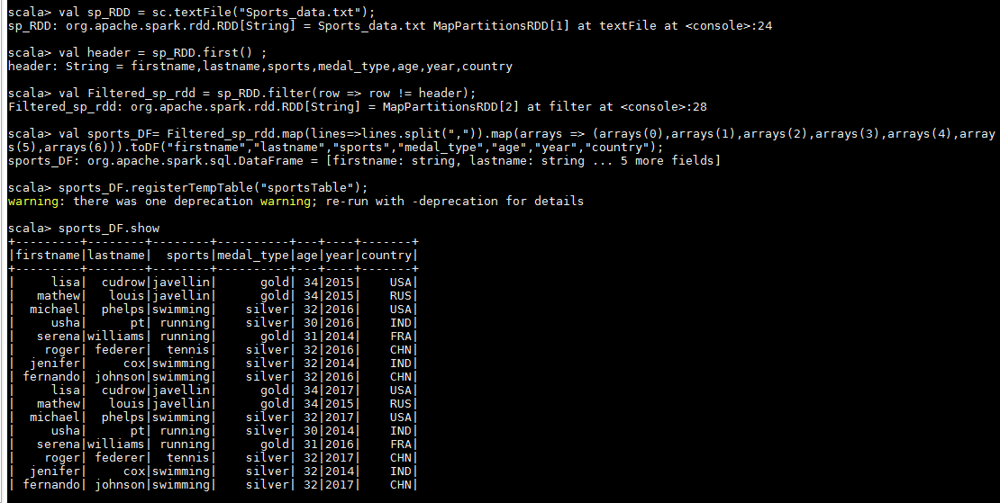 scala> val sp_RDD = sc.textFile("Sports_data.txt");
sp_RDD: org.apache.spark.rdd.RDD[String] = Sports_data.txt MapPartitionsRDD[1] at textFile at <console>:24
scala> val header = sp_RDD.first() ;
header: String = firstname,lastname,sports,medal_type,age,year,country
scala> val Filtered_sp_rdd = sp_RDD.filter(row => row != header);
Filtered_sp_rdd: org.apache.spark.rdd.RDD[String] = MapPartitionsRDD[2] at filter at <console>:28
scala> val sports_DF= Filtered_sp_rdd.map(lines=>lines.split(",")).map(arrays => (arrays(0),arrays(1),arrays(2),arrays(3),arrays(4),array
s(5),arrays(6))).toDF("firstname","lastname","sports","medal_type","age","year","country");
sports_DF: org.apache.spark.sql.DataFrame = [firstname: string, lastname: string ... 5 more fields]
scala> sports_DF.registerTempTable("sportsTable");
warning: there was one deprecation warning; re-run with -deprecation for details
scala> sports_DF.show
+---------+--------+--------+----------+---+----+-------+
|firstname|lastname|  sports|medal_type|age|year|country|
+---------+--------+--------+----------+---+----+-------+
|     lisa|  cudrow|javellin|      gold| 34|2015|    USA|
|   mathew|   louis|javellin|      gold| 34|2015|    RUS|
|  michael|  phelps|swimming|    silver| 32|2016|    USA|
|     usha|      pt| running|    silver| 30|2016|    IND|
|   serena|williams| running|      gold| 31|2014|    FRA|
|    roger| federer|  tennis|    silver| 32|2016|    CHN|
|  jenifer|     cox|swimming|    silver| 32|2014|    IND|
| fernando| johnson|swimming|    silver| 32|2016|    CHN|
|     lisa|  cudrow|javellin|      gold| 34|2017|    USA|
|   mathew|   louis|javellin|      gold| 34|2015|    RUS|
|  michael|  phelps|swimming|    silver| 32|2017|    USA|
|     usha|      pt| running|    silver| 30|2014|    IND|
|   serena|williams| running|      gold| 31|2016|    FRA|
|    roger| federer|  tennis|    silver| 32|2017|    CHN|
|  jenifer|     cox|swimming|    silver| 32|2014|    IND|
| fernando| johnson|swimming|    silver| 32|2017|    CHN|